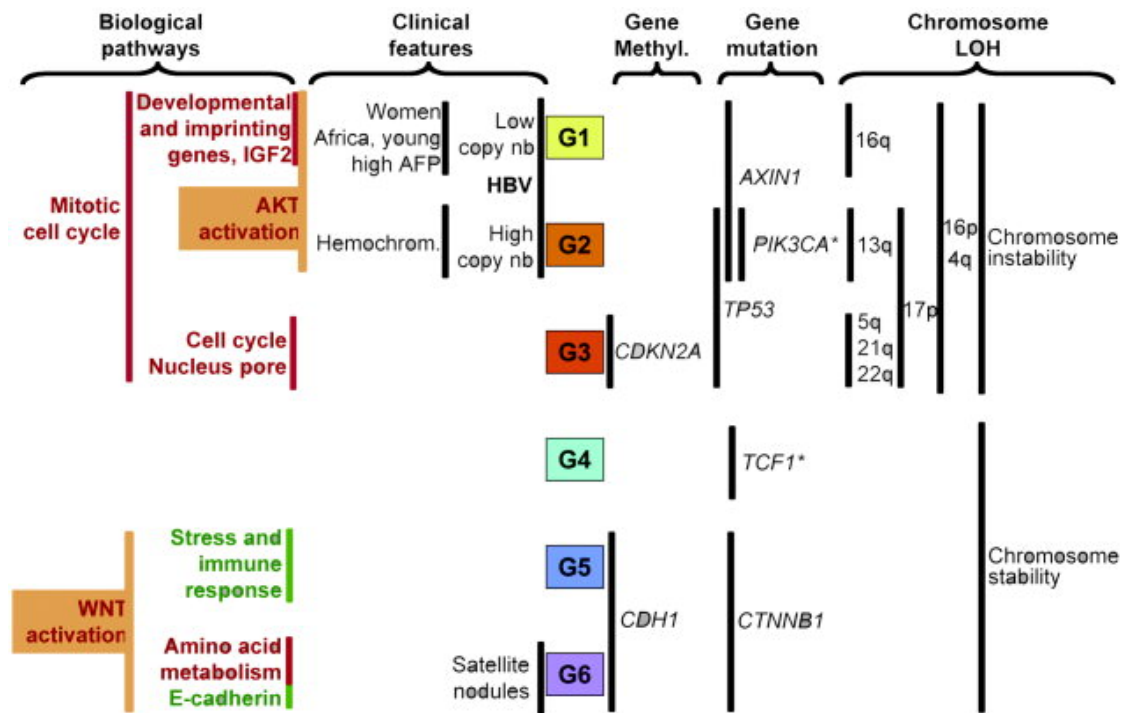 Biological
pathways
Clinical
features
Gene
Methyl.
Gene
mutation
Chromosome
LOH
Developmental
and imprinting
genes, IGF2
Women
Africa, young
high AFP
Low
copy nb
G1
16q
HBV
AXIN1
Mitotic
cell cycle
AKT
activation
Hemochrom.
High
copy nb
G2
PIK3CA*
13q
16p
4q
Chromosome
instability
TP53
17p
Cell cycle
Nucleus pore
G3
CDKN2A
5q
21q
22q
G4
TCF1*
Stress and
immune
response
G5
Chromosome
stability
WNT
activation
CDH1
CTNNB1
Amino acid
metabolism
E-cadherin
Satellite
nodules
G6